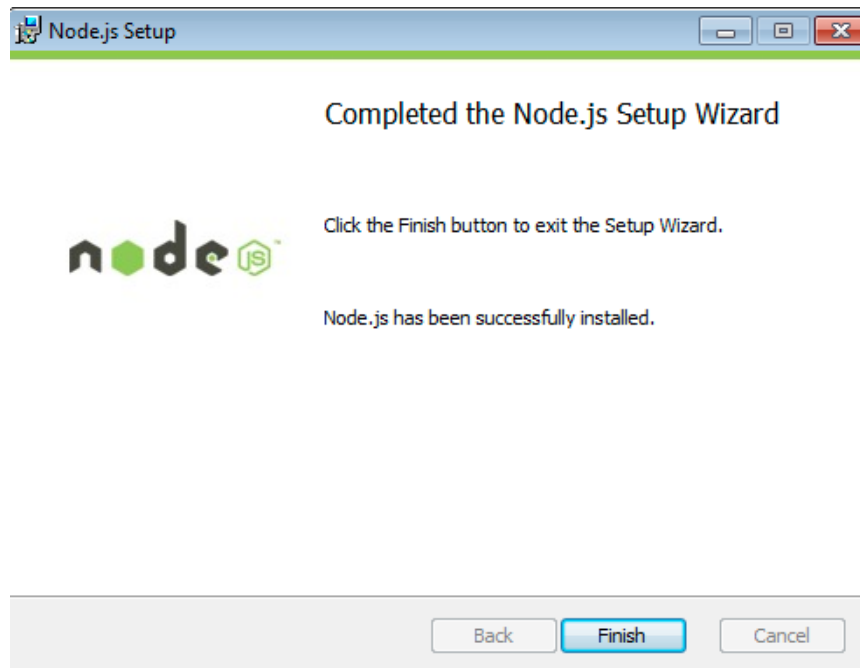 Node.js Setup
Completed the Node.js Setup Wizard
Click the Finish button to exit the Setup Wizard.
node JS™
Node.js has been successfully installed.
Back Finish Cancel